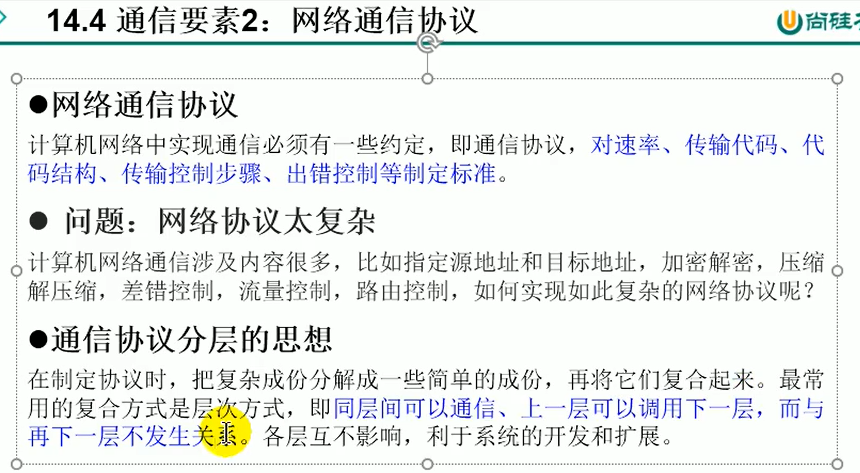 14.4 通信要素2：网络通信协议
尚硅
●网络通信协议
计算机网络中实现通信必须有一些约定，即通信协议，对速率、传输代码、代
码结构、传输控制步骤、出错控制等制定标准。
● 问题：网络协议太复杂
计算机网络通信涉及内容很多，比如指定源地址和目标地址，加密解密，压缩
解压缩，差错控制，流量控制，路由控制，如何实现如此复杂的网络协议呢？
●通信协议分层的思想
在制定协议时，把复杂成份分解成一些简单的成份，再将它们复合起来。最常
用的复合方式是层次方式，即同层间可以通信、上一层可以调用下一层，而与
再下一层不发生关系。各层互不影响，利于系统的开发和扩展。